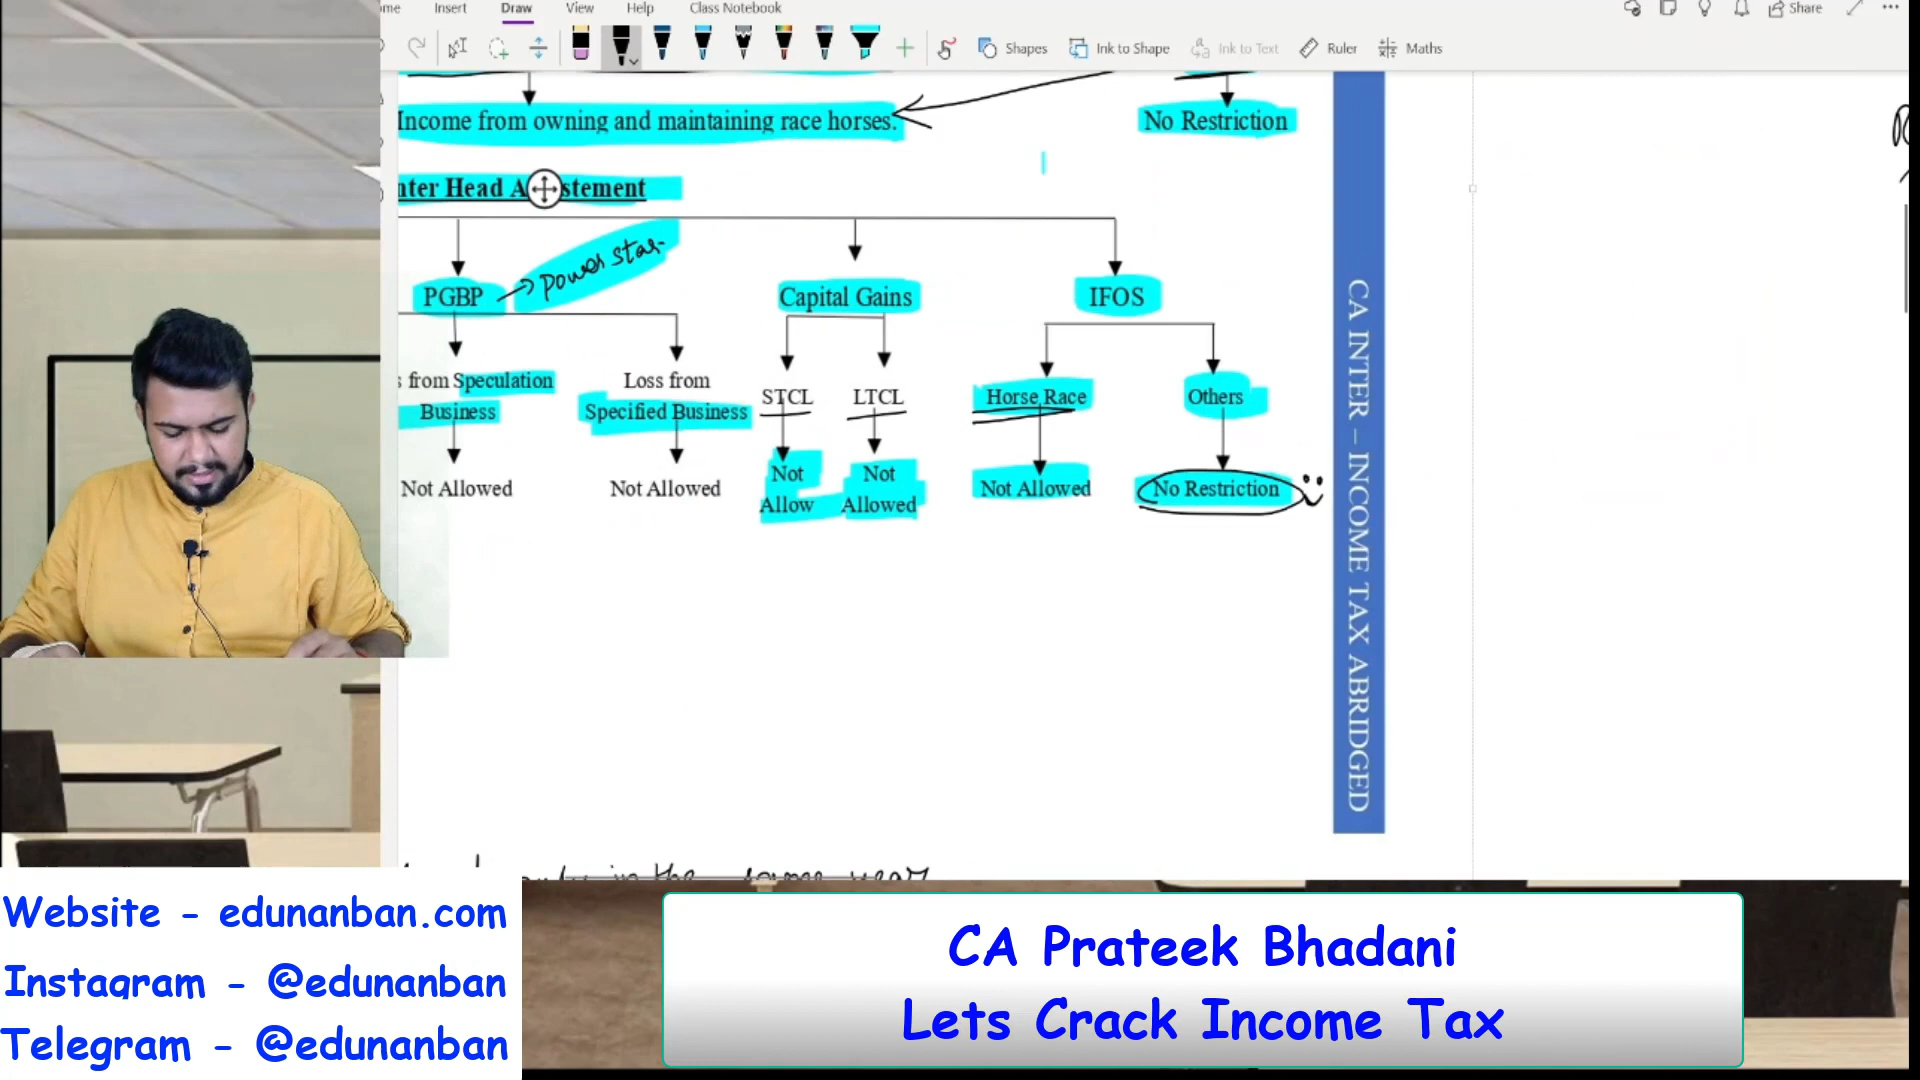 Insert Draw View Help Class Notebook
Share
Shapes Ink to Shape Ink to Text Ruler Maths
Income from owning and maintaining race horses.
No Restriction
nter Head A stement
PGBP → Power star
Capital Gains
IFOS
s from Speculation Business
Loss from Specified Business
STCL
LTCL
Horse Race
Others
Not Allowed
Not Allowed
Not Allow
Not Allowed
Not Allowed
No Restriction
CA INTER – INCOME TAX ABRIDGED
in the same year
Website - edunanban.com
Instagram - @edunanban
Telegram - @edunanban
CA Prateek Bhadani
Lets Crack Income Tax